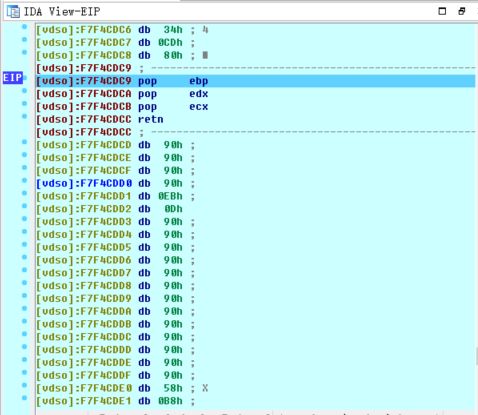 IDA View-EIP
[vdso]:F7F4CDC6 db 34h ; 4
[vdso]:F7F4CDC7 db 0CDh ;
[vdso]:F7F4CDC8 db 80h ;
[vdso]:F7F4CDC9 ; ---------------------------------------------------------------------------
EIP [vdso]:F7F4CDC9 pop ebp
[vdso]:F7F4CDCA pop edx
[vdso]:F7F4CDCB pop ecx
[vdso]:F7F4CDCC retn
[vdso]:F7F4CDCC ; ---------------------------------------------------------------------------
[vdso]:F7F4CDCD db 90h ;
[vdso]:F7F4CDCE db 90h ;
[vdso]:F7F4CDCF db 90h ;
[vdso]:F7F4CDD0 db 90h ;
[vdso]:F7F4CDD1 db 0EBh ;
[vdso]:F7F4CDD2 db 0Dh
[vdso]:F7F4CDD3 db 90h ;
[vdso]:F7F4CDD4 db 90h ;
[vdso]:F7F4CDD5 db 90h ;
[vdso]:F7F4CDD6 db 90h ;
[vdso]:F7F4CDD7 db 90h ;
[vdso]:F7F4CDD8 db 90h ;
[vdso]:F7F4CDD9 db 90h ;
[vdso]:F7F4CDDA db 90h ;
[vdso]:F7F4CDDB db 90h ;
[vdso]:F7F4CDDC db 90h ;
[vdso]:F7F4CDDD db 90h ;
[vdso]:F7F4CDDE db 90h ;
[vdso]:F7F4CDDF db 90h ;
[vdso]:F7F4CDE0 db 58h ; X
[vdso]:F7F4CDE1 db 0B8h ;